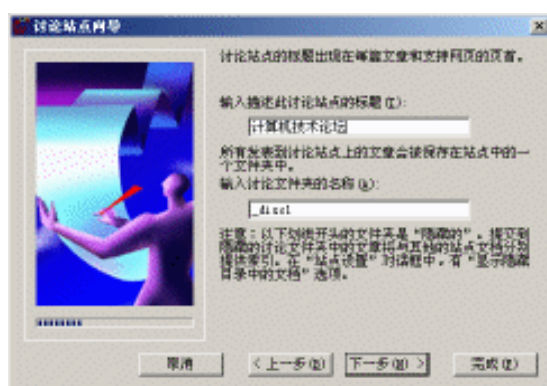 讨论站点向导
讨论站点的标题出现在每篇文章和支持网页的页首。
输入描述此讨论站点的标题(T):
计算机技术论坛
所有发表到讨论站点上的文章会被保存在站点中的一
个文件夹中。
输入讨论文件夹的名称(A):
_disc1
注意：以下划线开头的文件夹是“隐藏的”。提交到
隐藏的讨论文件夹中的文章将与其他的站点文档分别
提供索引。在“站点设置”对话框中，有“显示隐藏
目录中的文档”选项。
取消
<上一步(B)
下一步(N) >
完成(F)